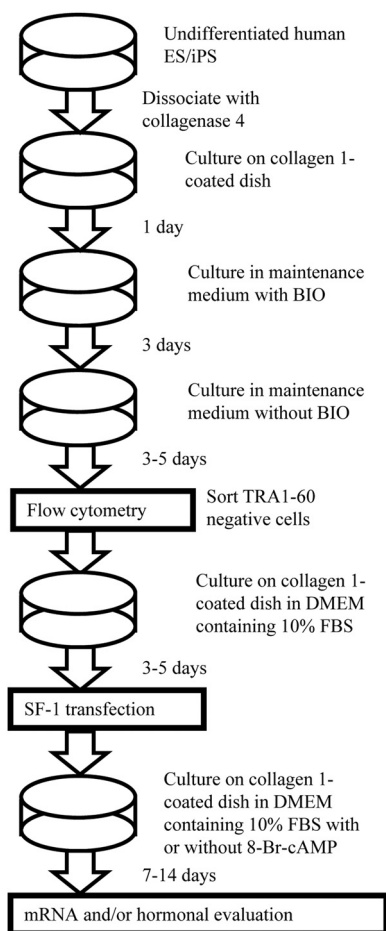 Undifferentiated human
ES/iPS
Dissociate with
collagenase 4
Culture on collagen 1-
coated dish
1 day
Culture in maintenance
medium with BIO
3 days
Culture in maintenance
medium without BIO
3-5 days
Flow cytometry
Sort TRA1-60
negative cells
Culture on collagen 1-
coated dish in DMEM
containing 10% FBS
3-5 days
SF-1 transfection
Culture on collagen 1-
coated dish in DMEM
containing 10% FBS with
or without 8-Br-cAMP
7-14 days
mRNA and/or hormonal evaluation